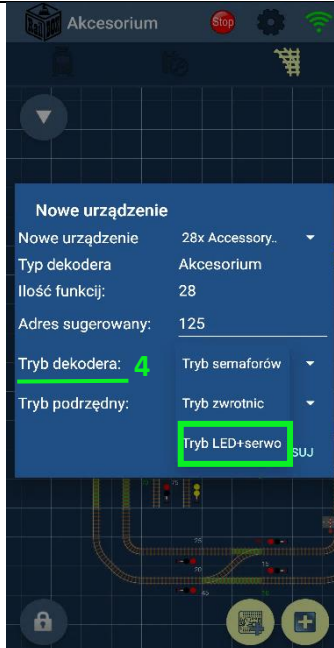 Akcesorium
Stop
Nowe urządzenie
Nowe urządzenie 28x Accessory..
Typ dekodera Akcesorium
Ilość funkcij: 28
Adres sugerowany: 125
Tryb dekodera: 4 Tryb semaforów
Tryb podrzędny: Tryb zwrotnic
Tryb LED+serwo
SUJ